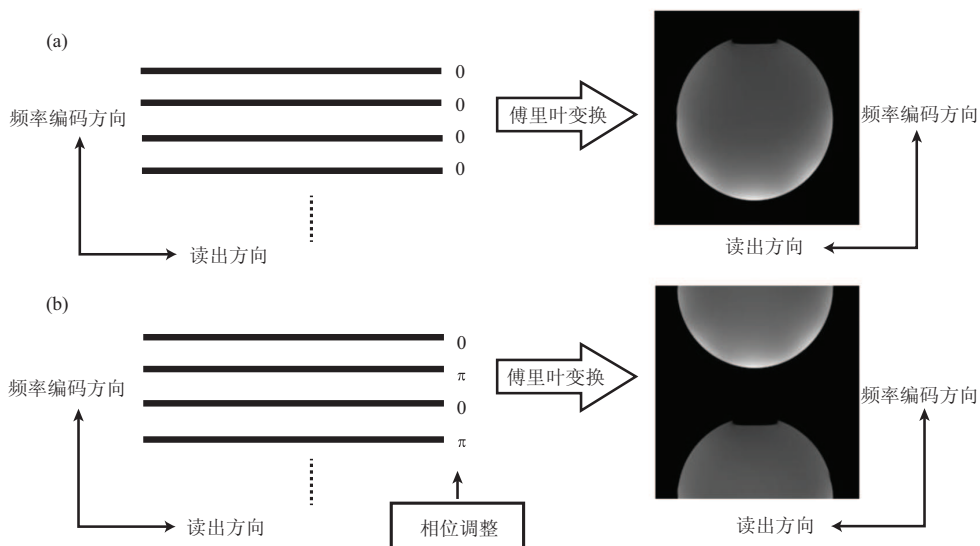 (a)
0
0
频率编码方向
0
0
读出方向
傅里叶变换
频率编码方向
读出方向
(b)
0
π
频率编码方向
0
π
读出方向
相位调整
傅里叶变换
频率编码方向
读出方向